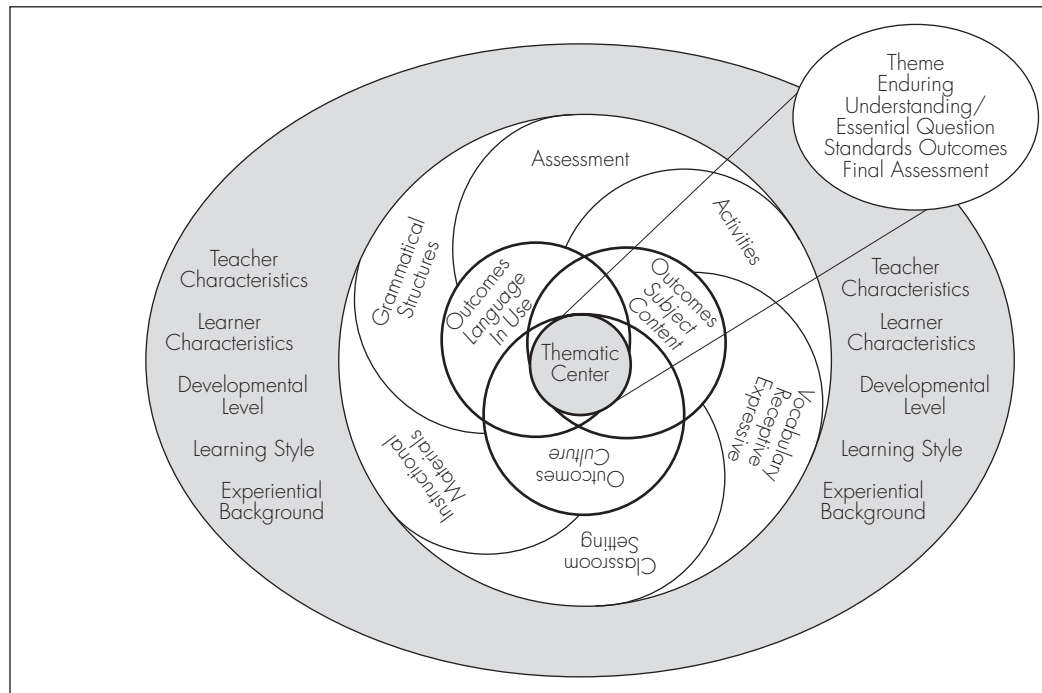 Theme
Enduring
Understanding/
Essential Question
Standards Outcomes
Final Assessment
Assessment
Activities
Grammatical
Structures
Outcomes
Language
In Use
Outcomes
Subject
Content
Thematic
Center
Vocabulary
Receptive
Expressive
Outcomes
Culture
Instructional
Materials
Classroom
Setting
Teacher
Characteristics
Learner
Characteristics
Developmental
Level
Learning Style
Experiential
Background
Teacher
Characteristics
Learner
Characteristics
Developmental
Level
Learning Style
Experiential
Background